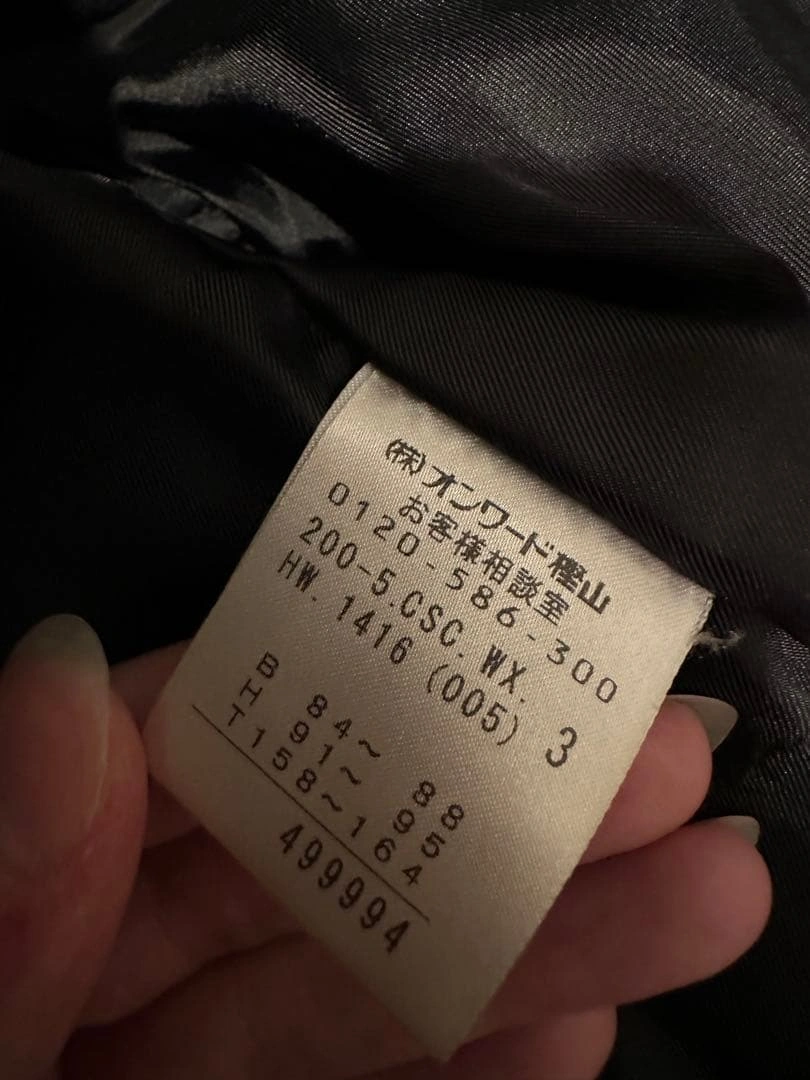 (株)オンワード樫山
お客様相談室
0120-586-300
200-5.CSC.WX.
HW. 1416 (005) 3
B 84～ 88
H 91～ 95
T158～164
499994